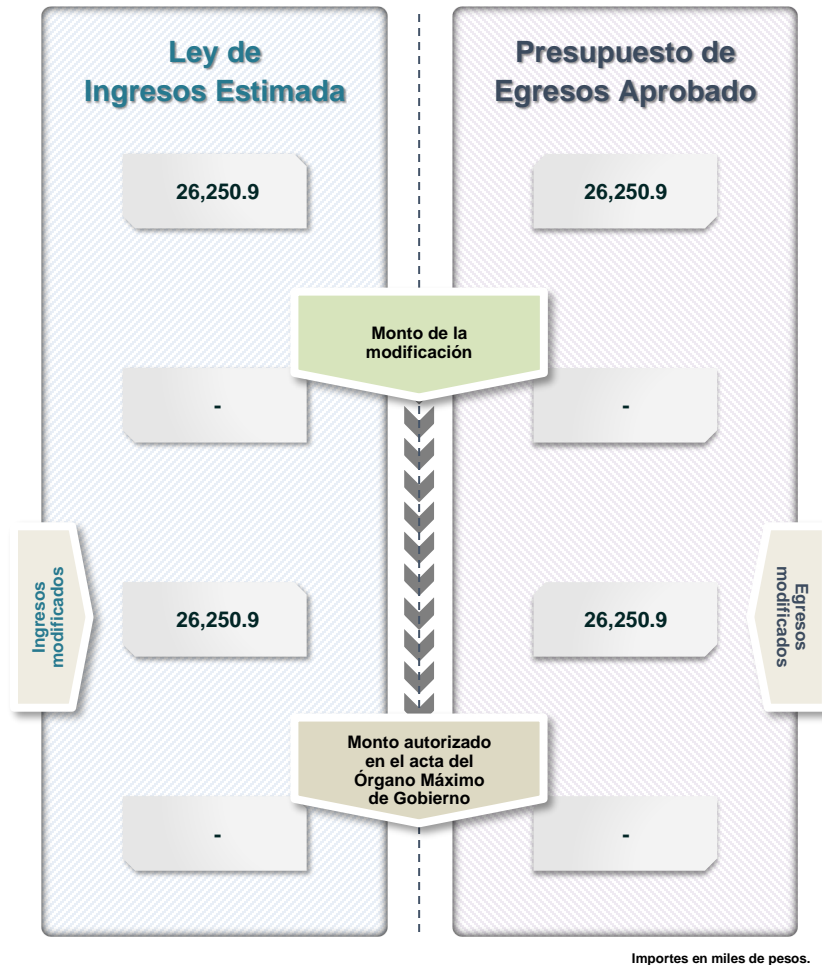 Ley de
Ingresos Estimada
Presupuesto de
Egresos Aprobado
26,250.9
26,250.9
Monto de la
modificación
-
-
Ingresos
modificados
26,250.9
26,250.9
Egresos
modificados
Monto autorizado
en el acta del
Órgano Máximo
de Gobierno
-
-
Importes en miles de pesos.